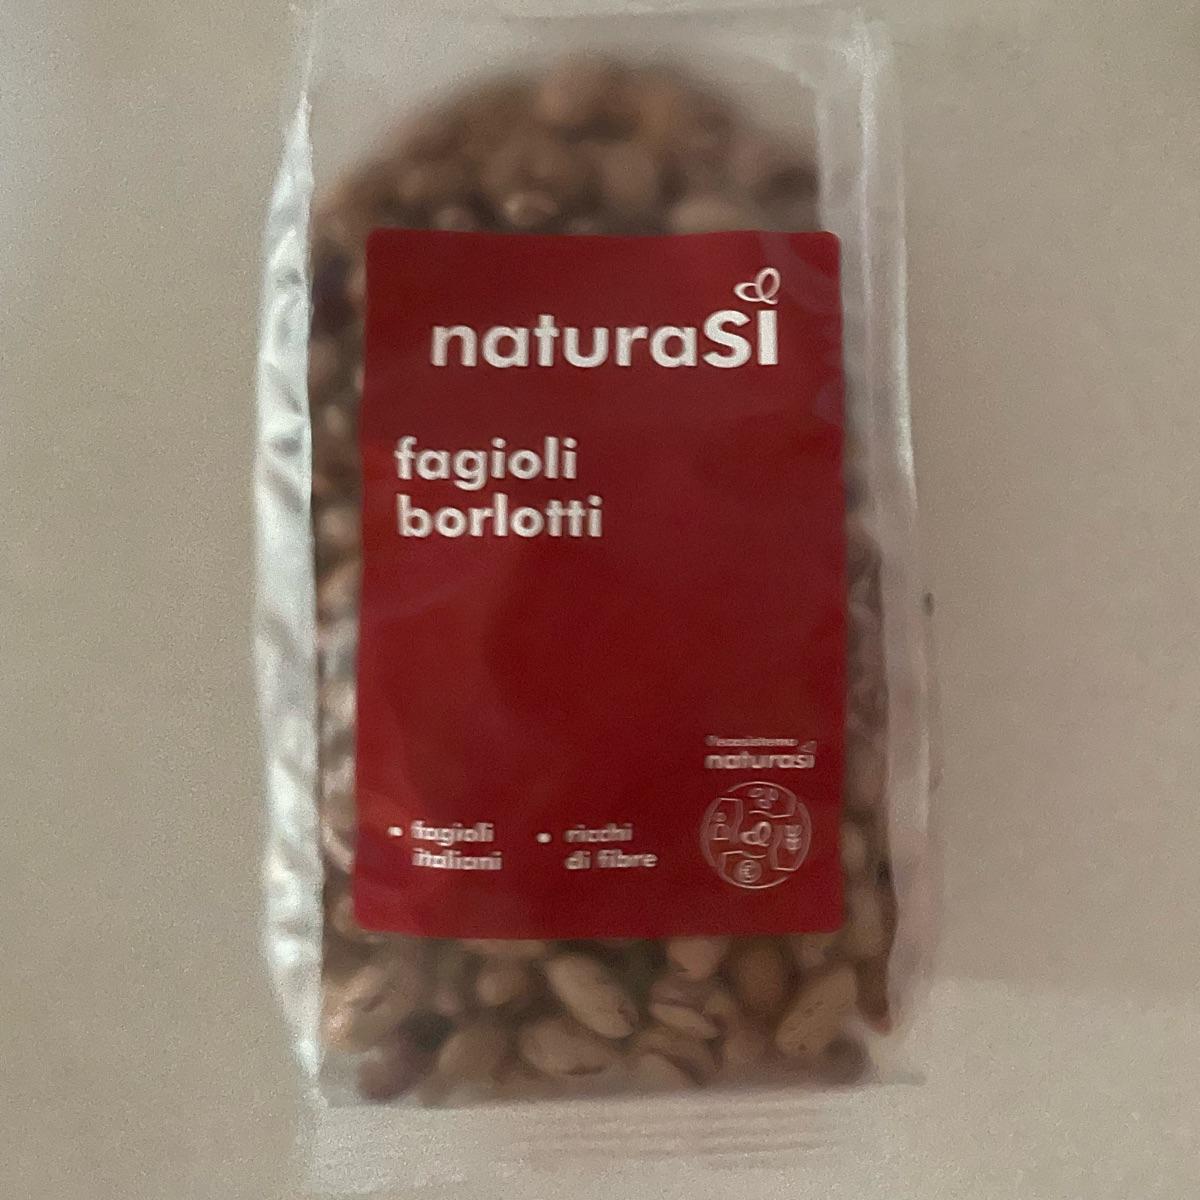 naturaSì
fagioli
borlotti
l'ecosistema
naturasì
• fagioli
italiani
• ricchi
di fibre